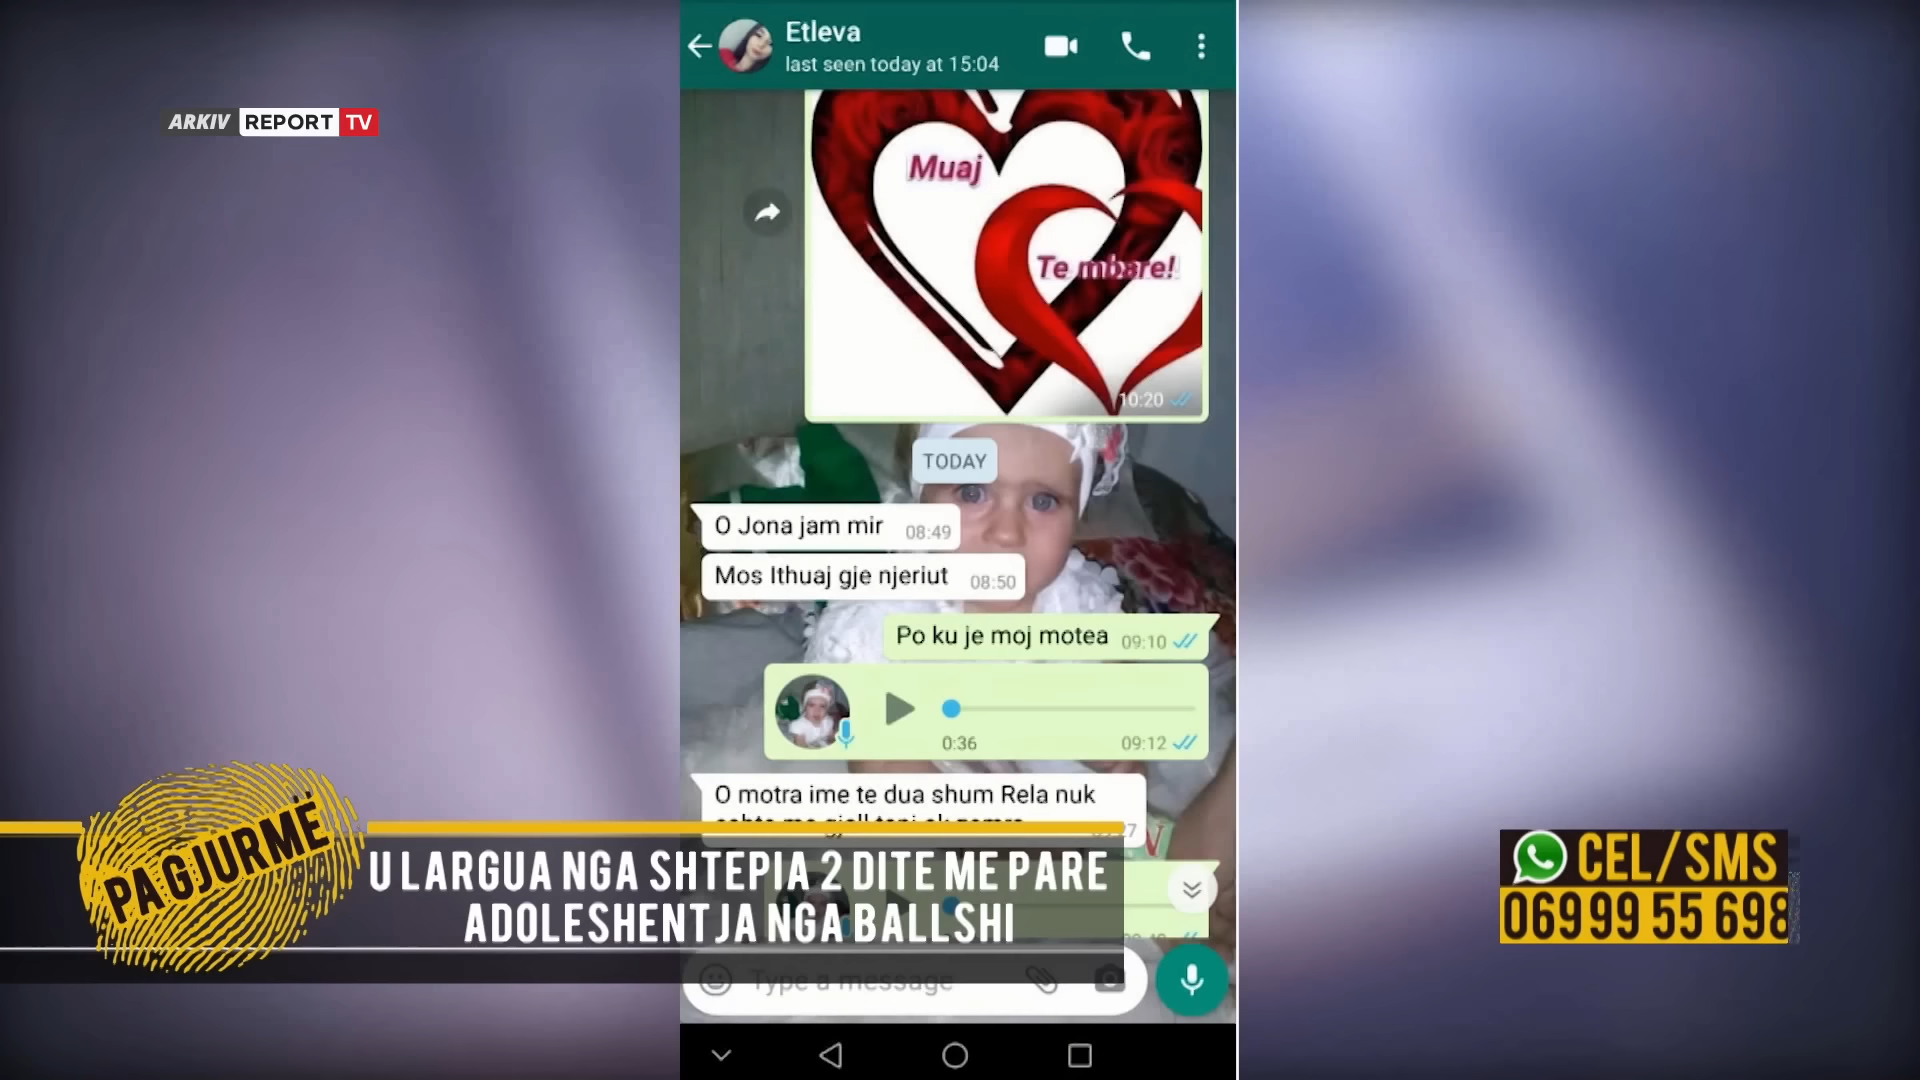 ARKIV REPORT TV
Etleva
last seen today at 15:04
Muaj
Te mbare!
10:20
TODAY
O Jona jam mir 08:49
Mos lthuaj gje njeriut 08:50
Po ku je moj motea 09:10
0:36 09:12
O motra ime te dua shum Rela nuk
PA GJURMË
U LARGUA NGA SHTEPIA 2 DITE ME PARE
ADOLESHENTJA NGA BALLSHI
Type a message
CEL/SMS
069 99 55 698